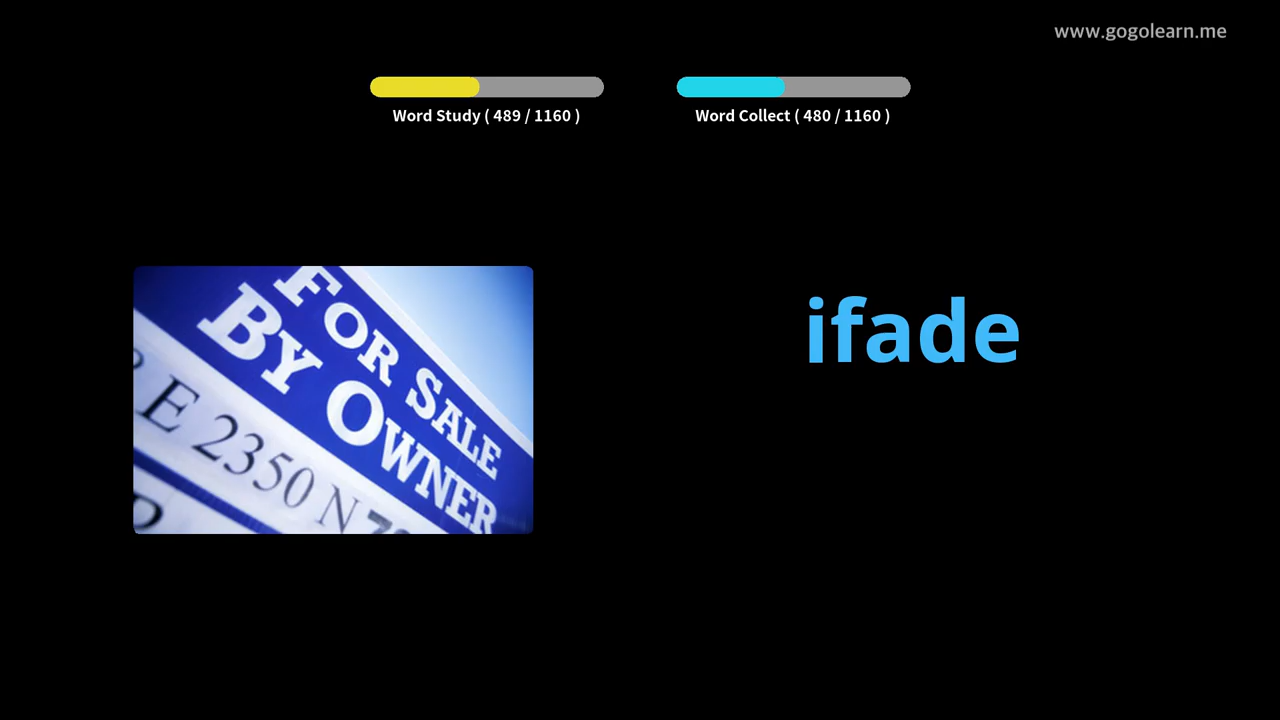 www.gogolearn.me
Word Study ( 489 / 1160 )
Word Collect ( 480 / 1160 )
FOR SALE
BY OWNER
E 2350 N
ifade